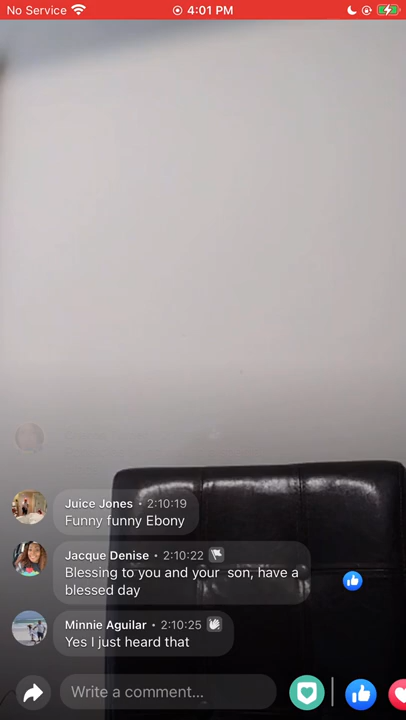 No Service 4:01 PM
Juice Jones • 2:10:19
Funny funny Ebony
Jacque Denise • 2:10:22
Blessing to you and your  son, have a
blessed day
Minnie Aguilar • 2:10:25
Yes I just heard that
Write a comment...